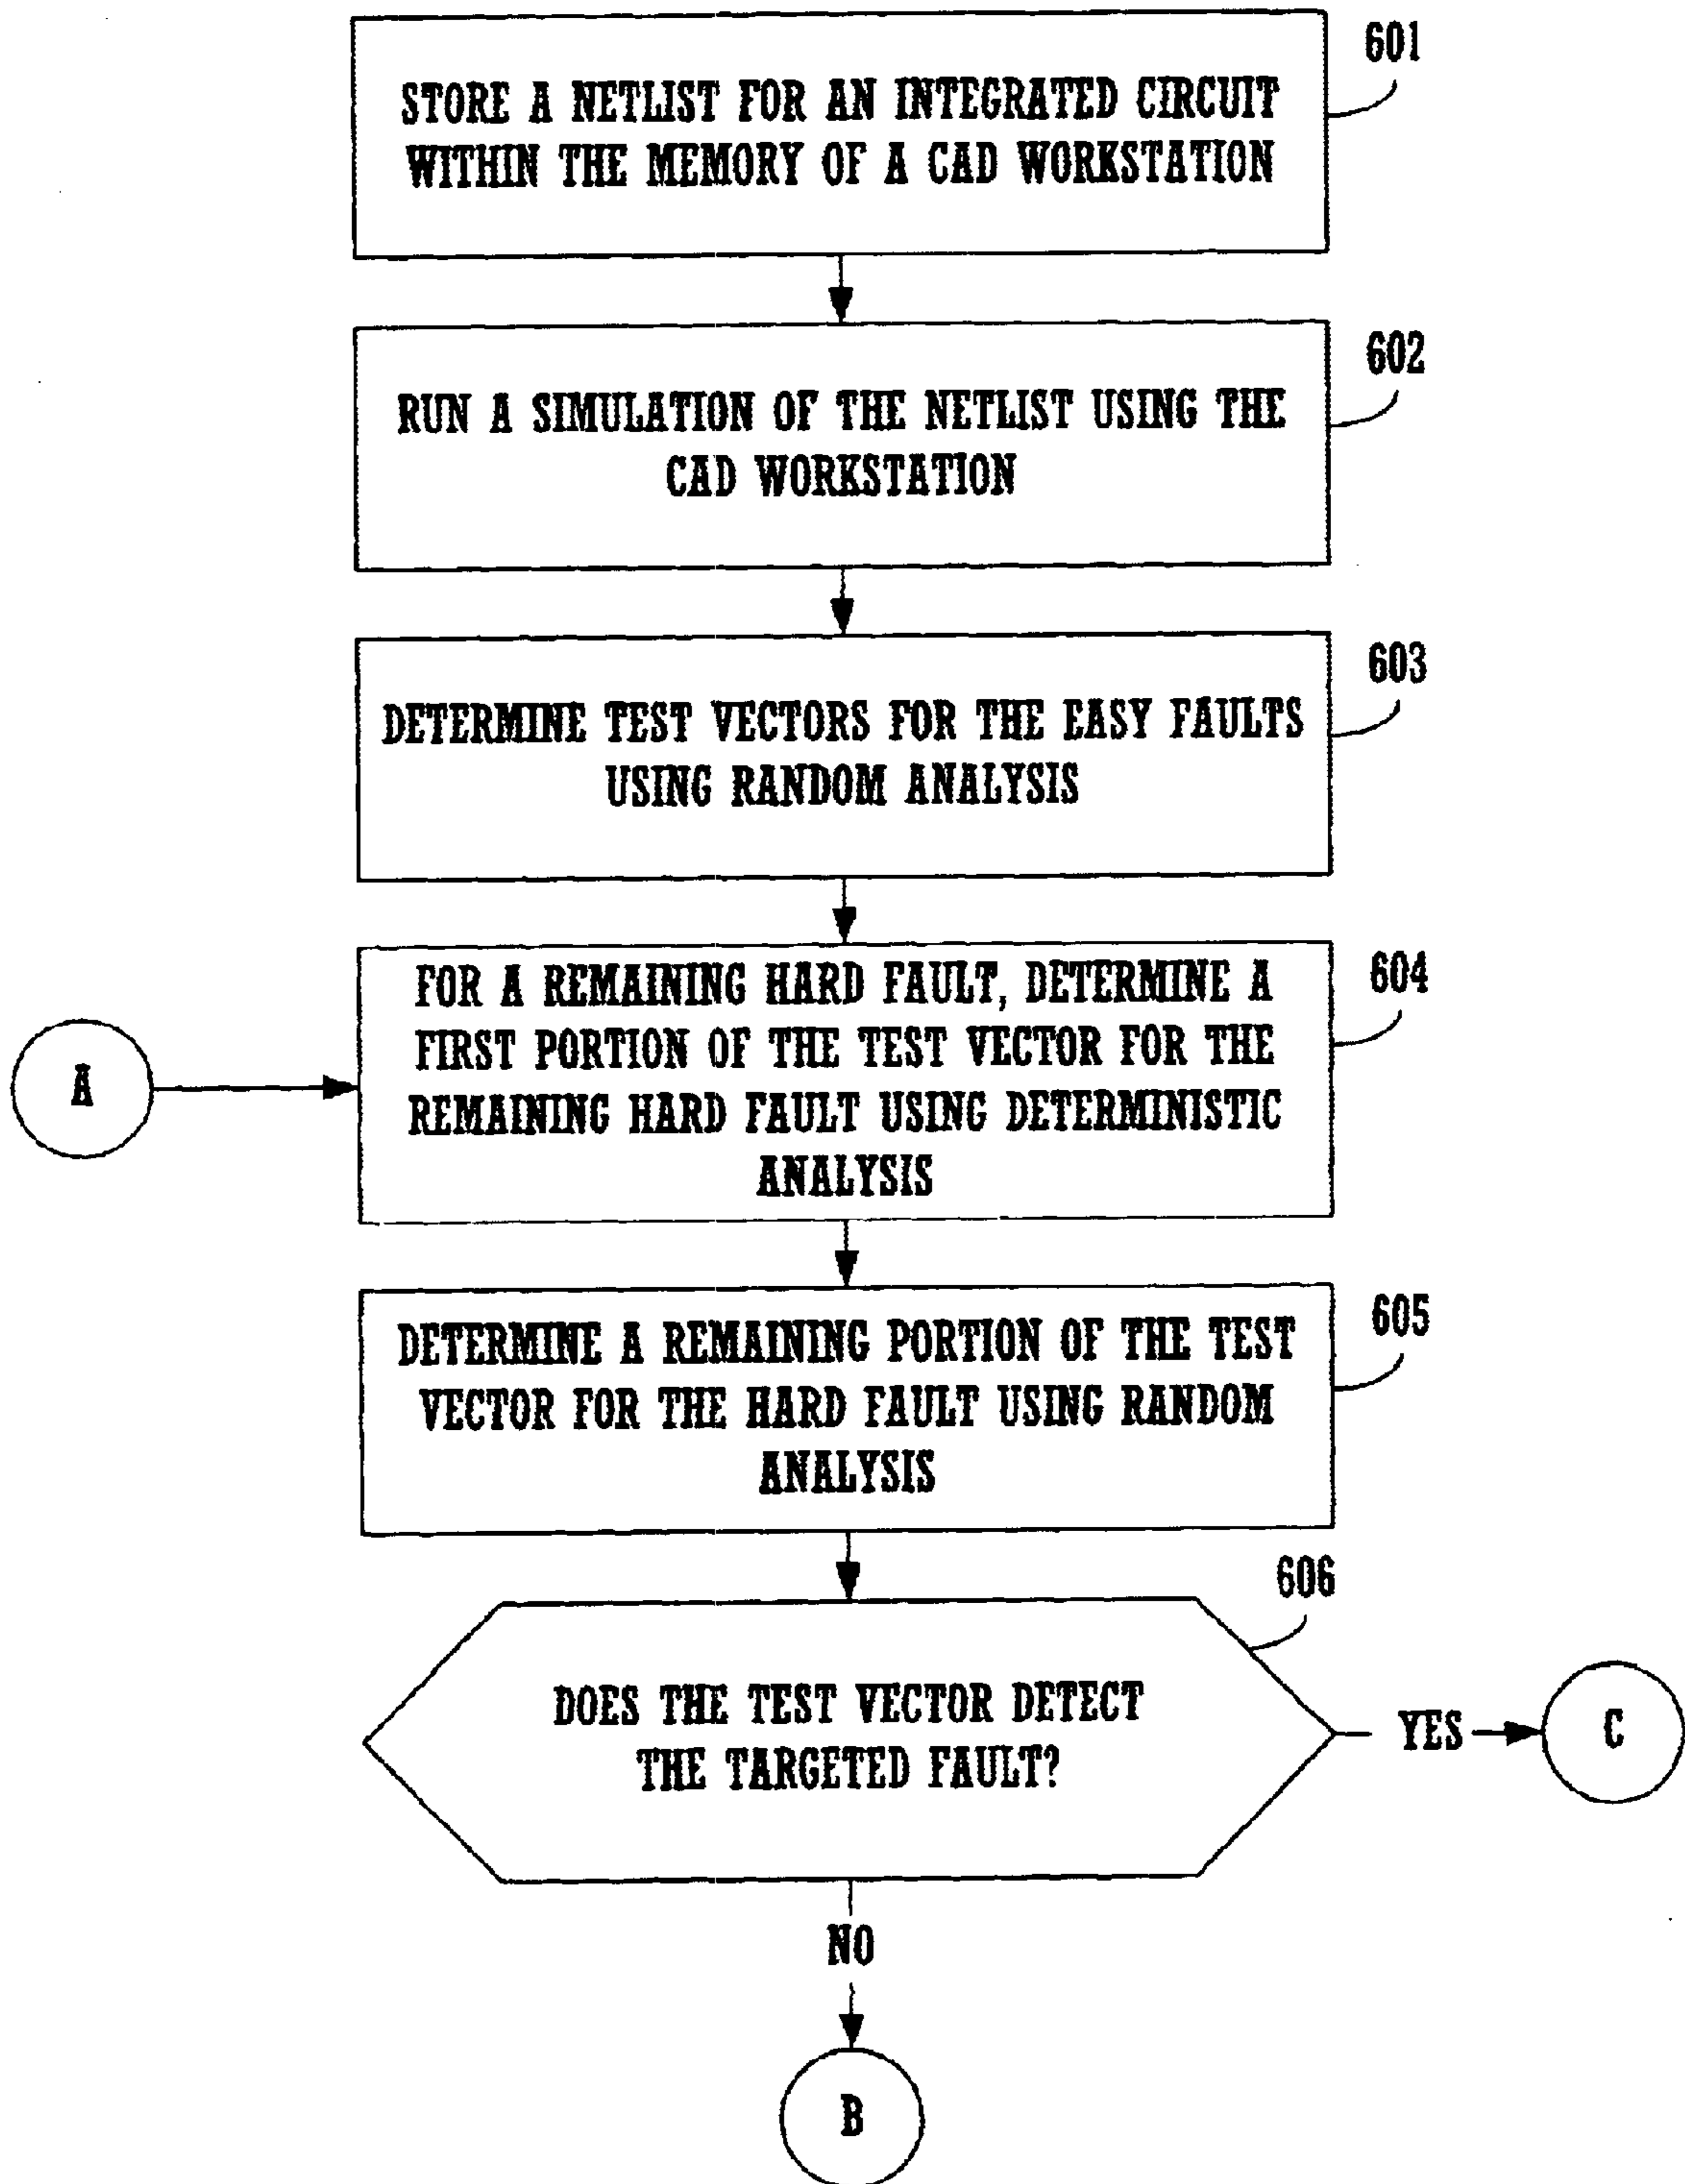 601
STORE A NETLIST FOR AN INTEGRATED CIRCUIT
WITHIN THE MEMORY OF A CAD WORKSTATION
602
RUN A SIMULATION OF THE NETLIST USING THE
CAD WORKSTATION
603
DETERMINE TEST VECTORS FOR THE EASY FAULTS
USING RANDOM ANALYSIS
604
FOR A REMAINING HARD FAULT, DETERMINE A
FIRST PORTION OF THE TEST VECTOR FOR THE
REMAINING HARD FAULT USING DETERMINISTIC
ANALYSIS
A
605
DETERMINE A REMAINING PORTION OF THE TEST
VECTOR FOR THE HARD FAULT USING RANDOM
ANALYSIS
606
DOES THE TEST VECTOR DETECT
THE TARGETED FAULT?
YES
C
NO
B